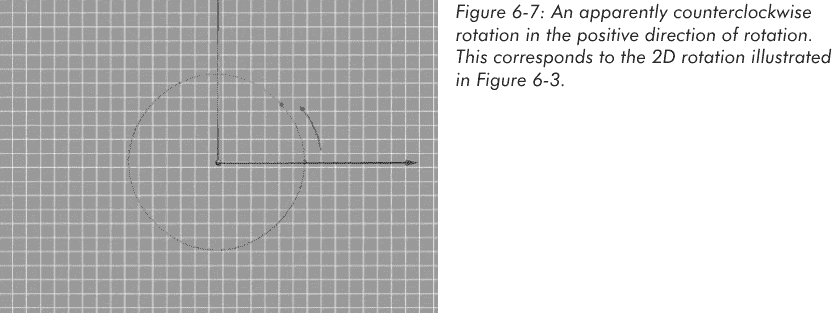 Figure 6-7: An apparently counterclockwise
rotation in the positive direction of rotation.
This corresponds to the 2D rotation illustrated
in Figure 6-3.